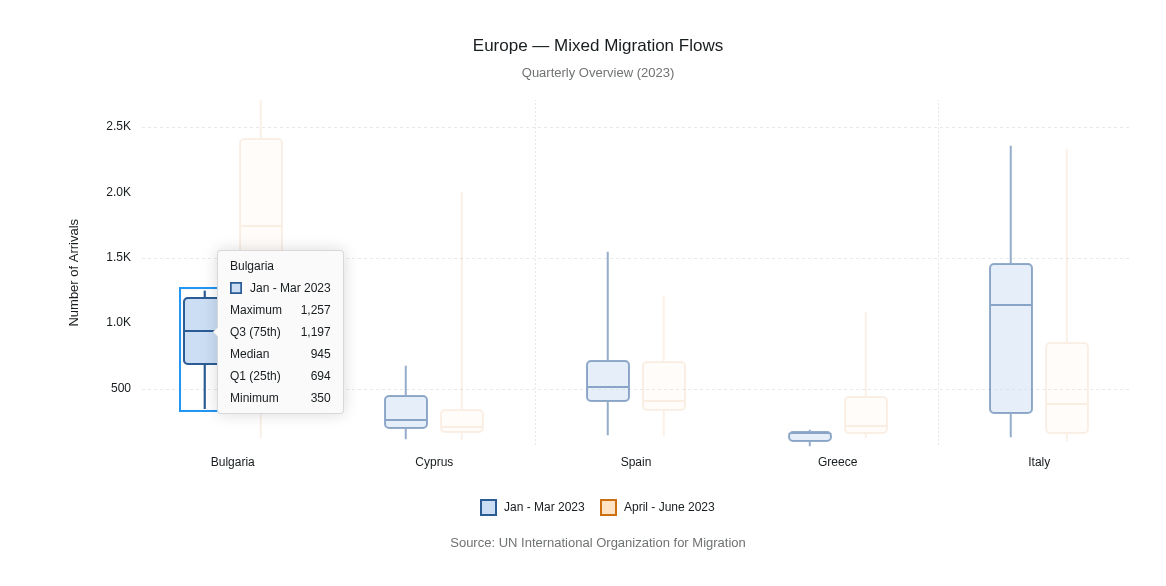 Europe — Mixed Migration Flows
Quarterly Overview (2023)
Number of Arrivals
2.5K
2.0K
1.5K
1.0K
500
Bulgaria
Jan - Mar 2023
Maximum 1,257
Q3 (75th) 1,197
Median 945
Q1 (25th) 694
Minimum 350
Bulgaria Cyprus Spain Greece Italy
Jan - Mar 2023 April - June 2023
Source: UN International Organization for Migration